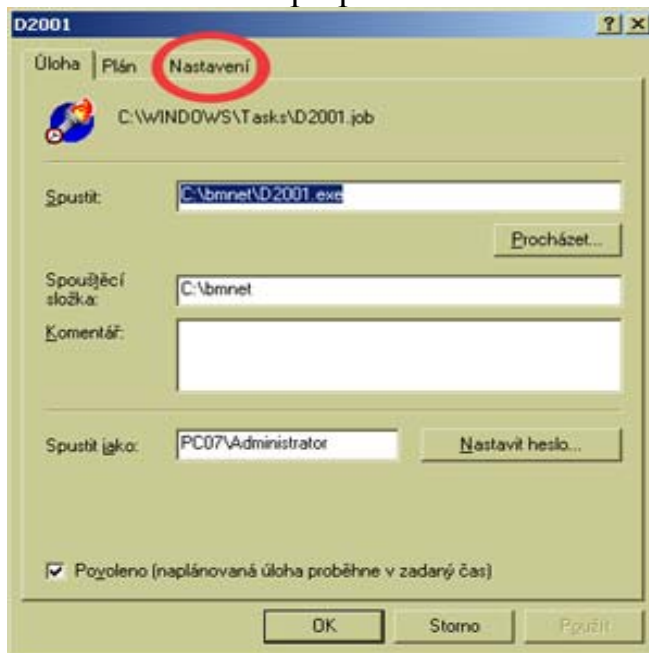 D2001
Úloha Plán Nastavení
C:\WINDOWS\Tasks\D2001.job
Spustit: C:\bmnet\D2001.exe
Procházet...
Spouštěcí
složka: C:\bmnet
Komentář:
Spustit jako: PC07\Administrator Nastavit heslo...
Povoleno (naplánovaná úloha proběhne v zadaný čas)
OK Storno Použít